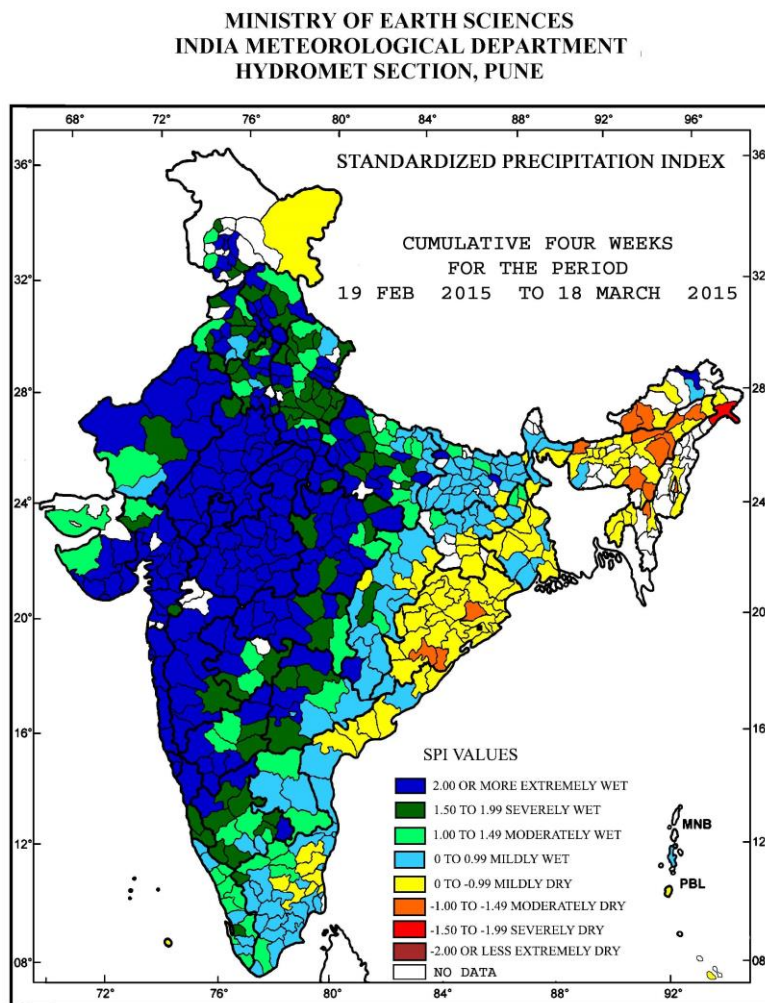 MINISTRY OF EARTH SCIENCES
INDIA METEOROLOGICAL DEPARTMENT
HYDROMET SECTION, PUNE
68° 72° 76° 80° 84° 88° 92° 96°
36° 36°
STANDARDIZED PRECIPITATION INDEX
CUMULATIVE FOUR WEEKS
FOR THE PERIOD
32° 32°
19 FEB 2015 TO 18 MARCH 2015
28° 28°
24° 24°
20° 20°
16° 16°
SPI VALUES
2.00 OR MORE EXTREMELY WET
1.50 TO 1.99 SEVERELY WET
MNB
1.00 TO 1.49 MODERATELY WET
12° 12°
0 TO 0.99 MILDLY WET
0 TO -0.99 MILDLY DRY
PBL
-1.00 TO -1.49 MODERATELY DRY
-1.50 TO -1.99 SEVERELY DRY
-2.00 OR LESS EXTREMELY DRY
08° 08°
NO DATA
72° 76° 80° 84° 88° 92°